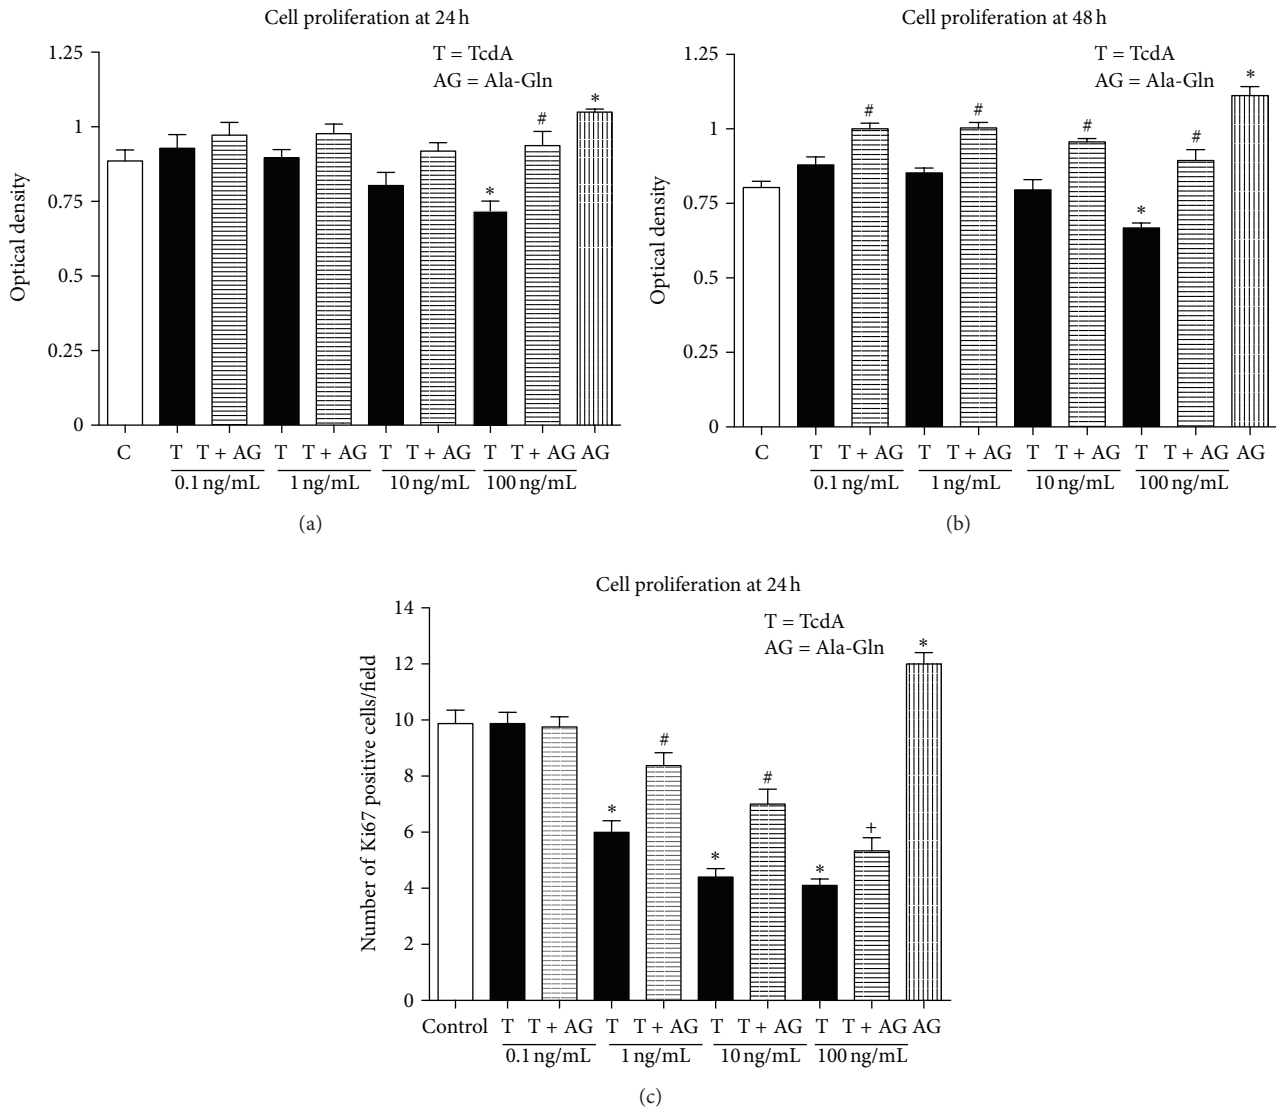 Cell proliferation at 24 h
T = TcdA
AG = Ala-Gln
Optical density
1.25
1
0.75
0.5
0.25
0
* # *
C T T + AG T T + AG T T + AG T T + AG AG
0.1 ng/mL 1 ng/mL 10 ng/mL 100 ng/mL
(a)
Cell proliferation at 48 h
T = TcdA
AG = Ala-Gln
Optical density
1.25
1
0.75
0.5
0.25
0
# # # * # *
C T T + AG T T + AG T T + AG T T + AG AG
0.1 ng/mL 1 ng/mL 10 ng/mL 100 ng/mL
(b)
Cell proliferation at 24 h
T = TcdA
AG = Ala-Gln
Number of Ki67 positive cells/field
14
12
10
8
6
4
2
0
* # * # * + *
Control T T + AG T T + AG T T + AG T T + AG AG
0.1 ng/mL 1 ng/mL 10 ng/mL 100 ng/mL
(c)